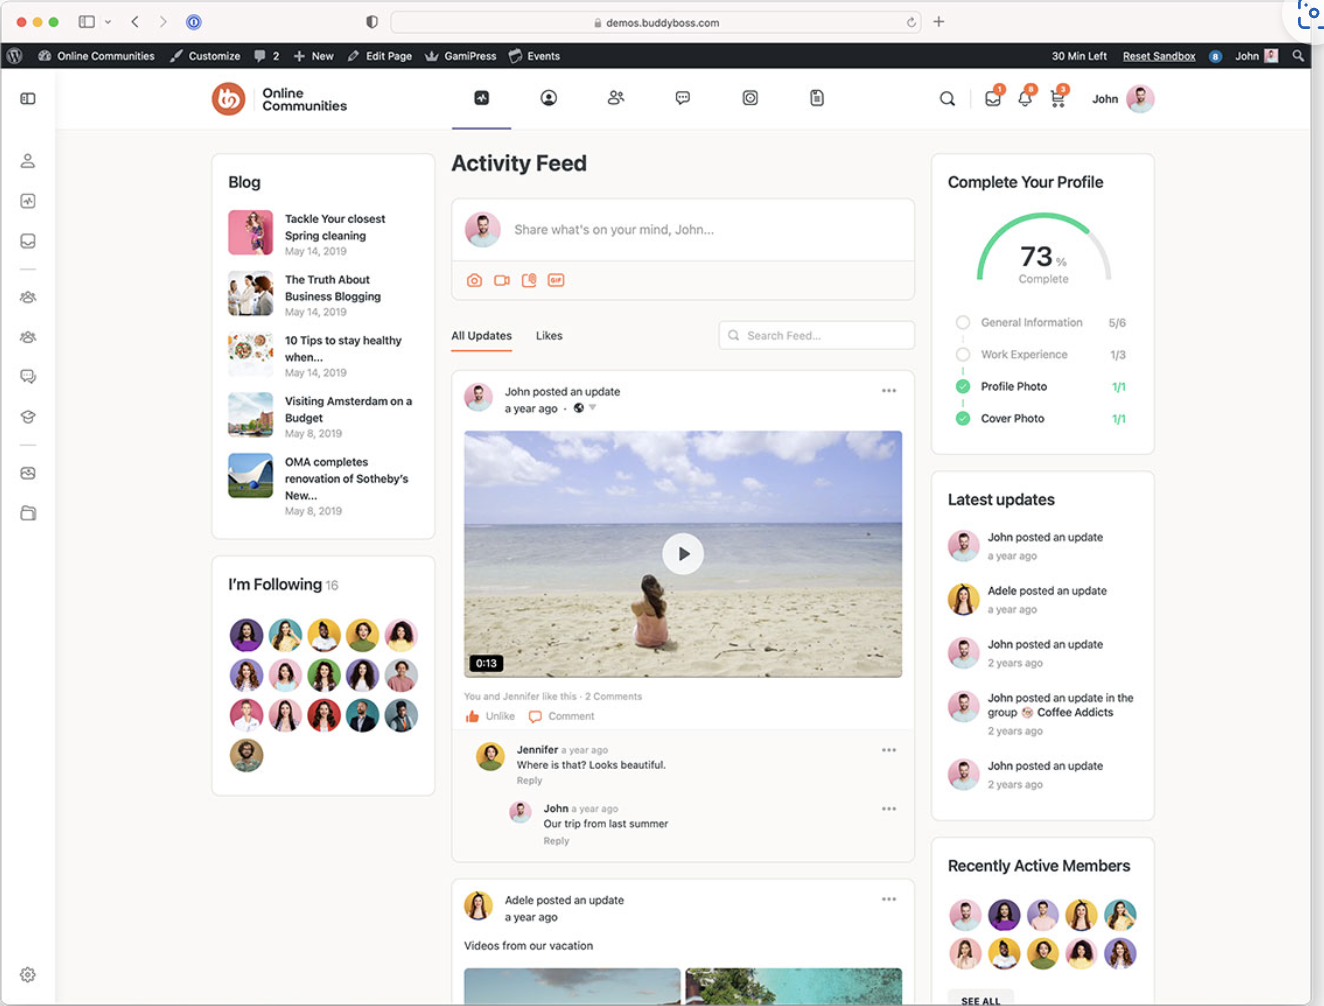 demos.buddyboss.com
Online Communities
Customize
2
New
Edit Page
GamiPress
Events
30 Min Left
Reset Sandbox
8
John
Online
Communities
1
8
3
John
Blog
Tackle Your closest
Spring cleaning
May 14, 2019
The Truth About
Business Blogging
May 14, 2019
10 Tips to stay healthy
when...
May 14, 2019
Visiting Amsterdam on a
Budget
May 8, 2019
OMA completes
renovation of Sotheby's
New...
May 8, 2019
I'm Following 16
Activity Feed
Share what's on your mind, John...
GIF
All Updates
Likes
Search Feed...
John posted an update
a year ago ·
0:13
You and Jennifer like this · 2 Comments
Unlike
Comment
Jennifer a year ago
Where is that? Looks beautiful.
Reply
John a year ago
Our trip from last summer
Reply
Adele posted an update
a year ago
Videos from our vacation
Complete Your Profile
73 %
Complete
General Information 5/6
Work Experience 1/3
Profile Photo 1/1
Cover Photo 1/1
Latest updates
John posted an update
a year ago
Adele posted an update
a year ago
John posted an update
2 years ago
John posted an update in the
group Coffee Addicts
2 years ago
John posted an update
2 years ago
Recently Active Members
SEE ALL